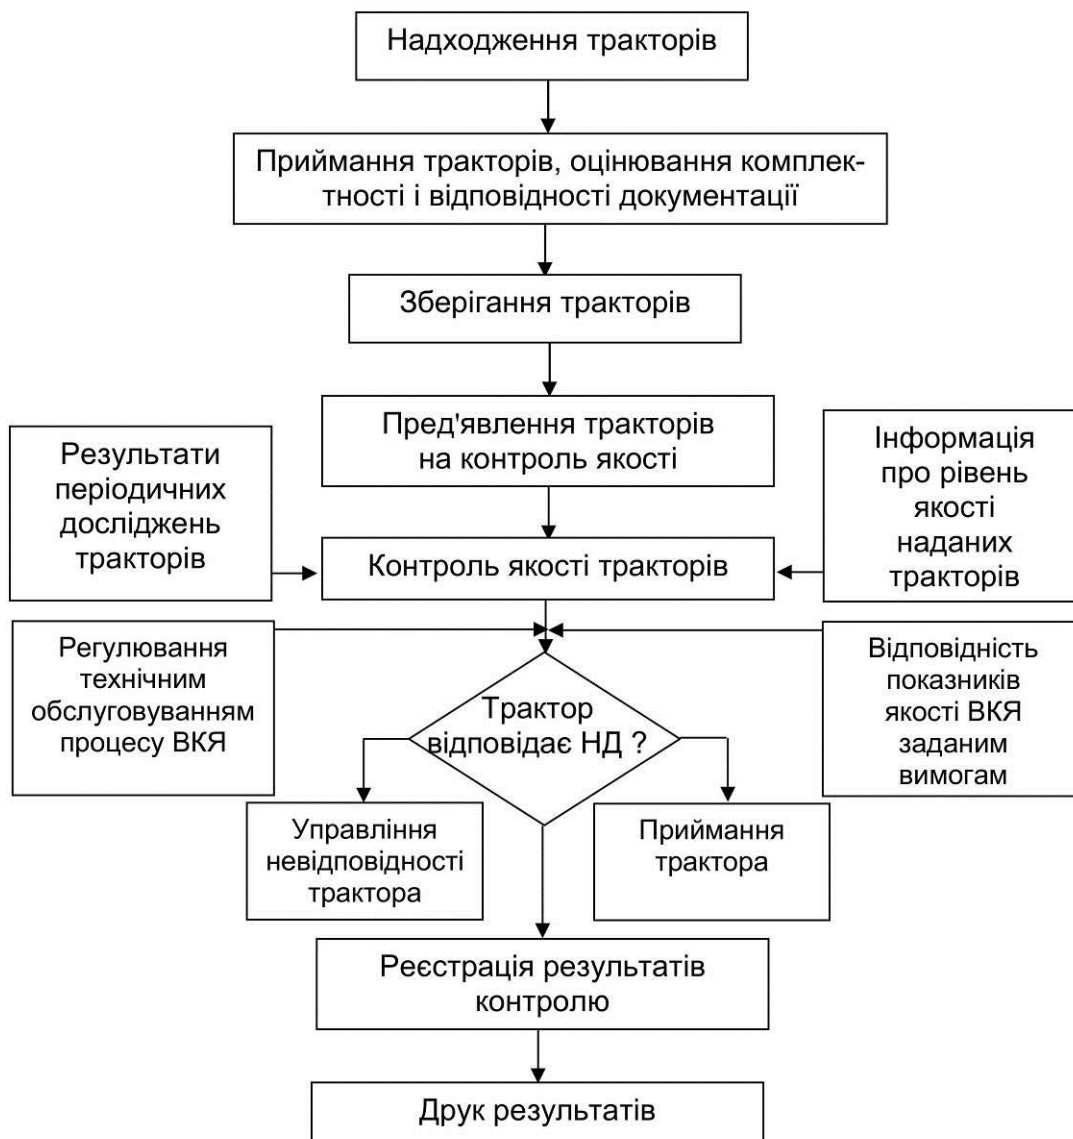 Надходження тракторів
Приймання тракторів, оцінювання комплек-
тності і відповідності документації
Зберігання тракторів
Пред'явлення тракторів
на контроль якості
Результати
періодичних
досліджень
тракторів
Інформація
про рівень
якості
наданих
тракторів
Контроль якості тракторів
Регулювання
технічним
обслуговуванням
процесу ВКЯ
Відповідність
показників
якості ВКЯ
заданим
вимогам
Трактор
відповідає НД ?
Управління
невідповідності
трактора
Приймання
трактора
Реєстрація результатів
контролю
Друк результатів